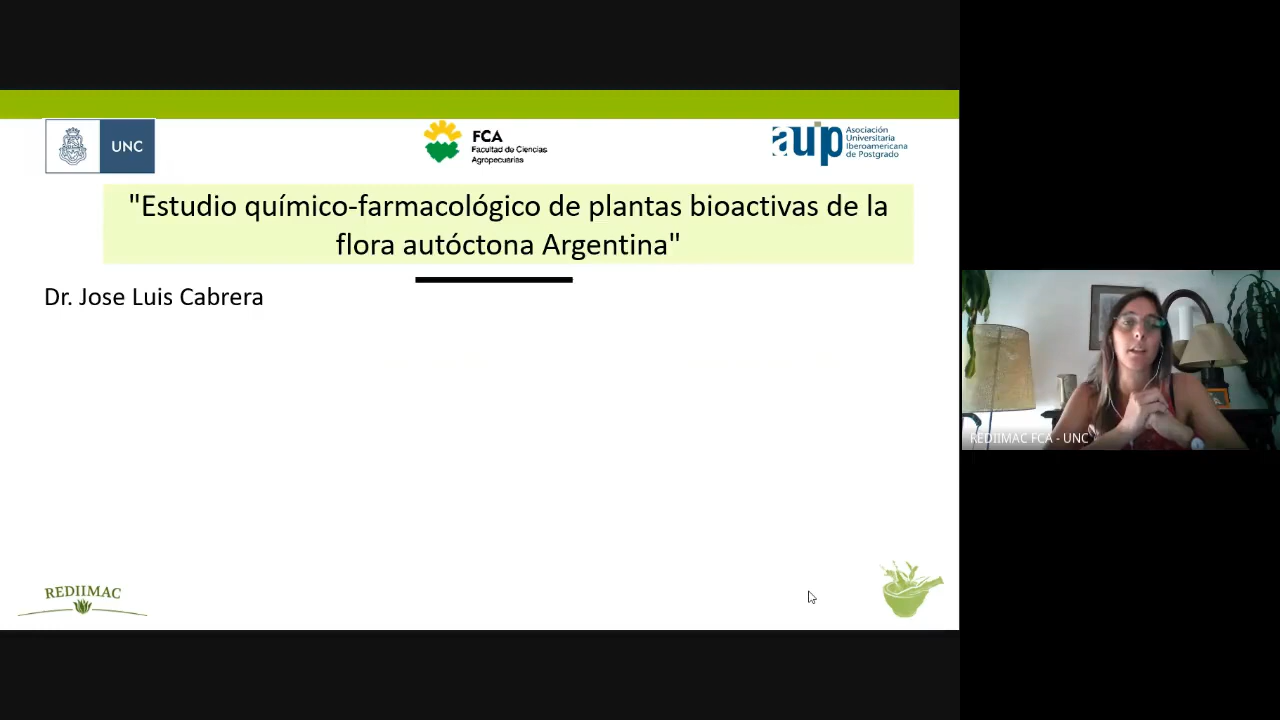 UNC
FCA
Facultad de Ciencias
Agropecuarias
auip
Asociación
Universitaria
Iberoamericana
de Postgrado
"Estudio químico-farmacológico de plantas bioactivas de la
flora autóctona Argentina"
Dr. Jose Luis Cabrera
REDIIMAC
REDIIMAC FCA - UNC